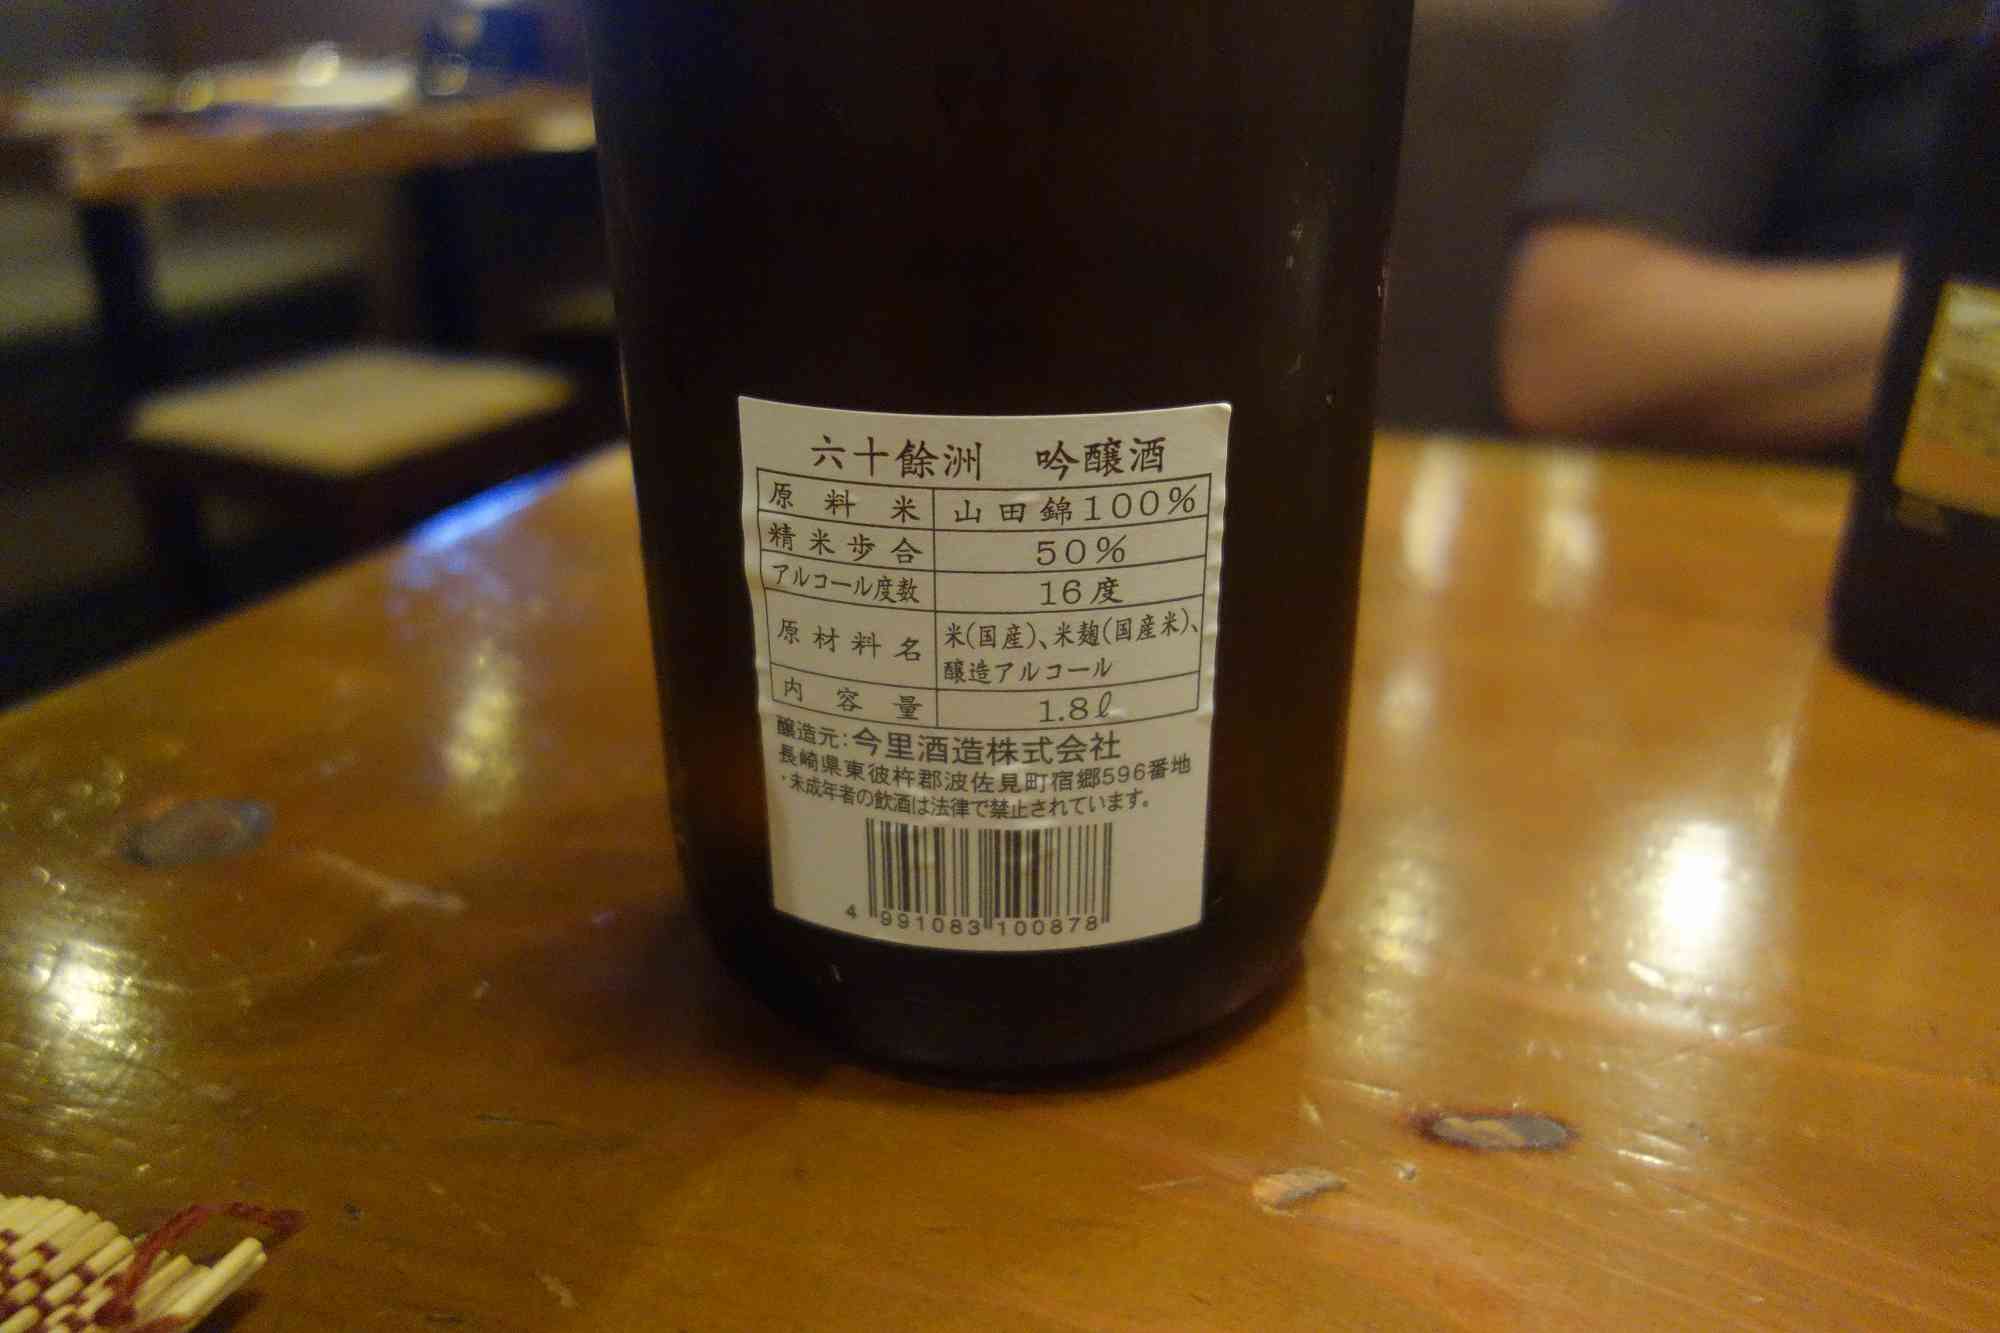 六十餘洲 吟醸酒
原料米 山田錦100%
精米歩合 50%
アルコール度数 16度
原材料名 米(国産)、米麹(国産米)、
醸造アルコール
内容量 1.8ℓ
醸造元:今里酒造株式会社
長崎県東彼杵郡波佐見町宿郷596番地
・未成年者の飲酒は法律で禁止されています。
4 991083 100878